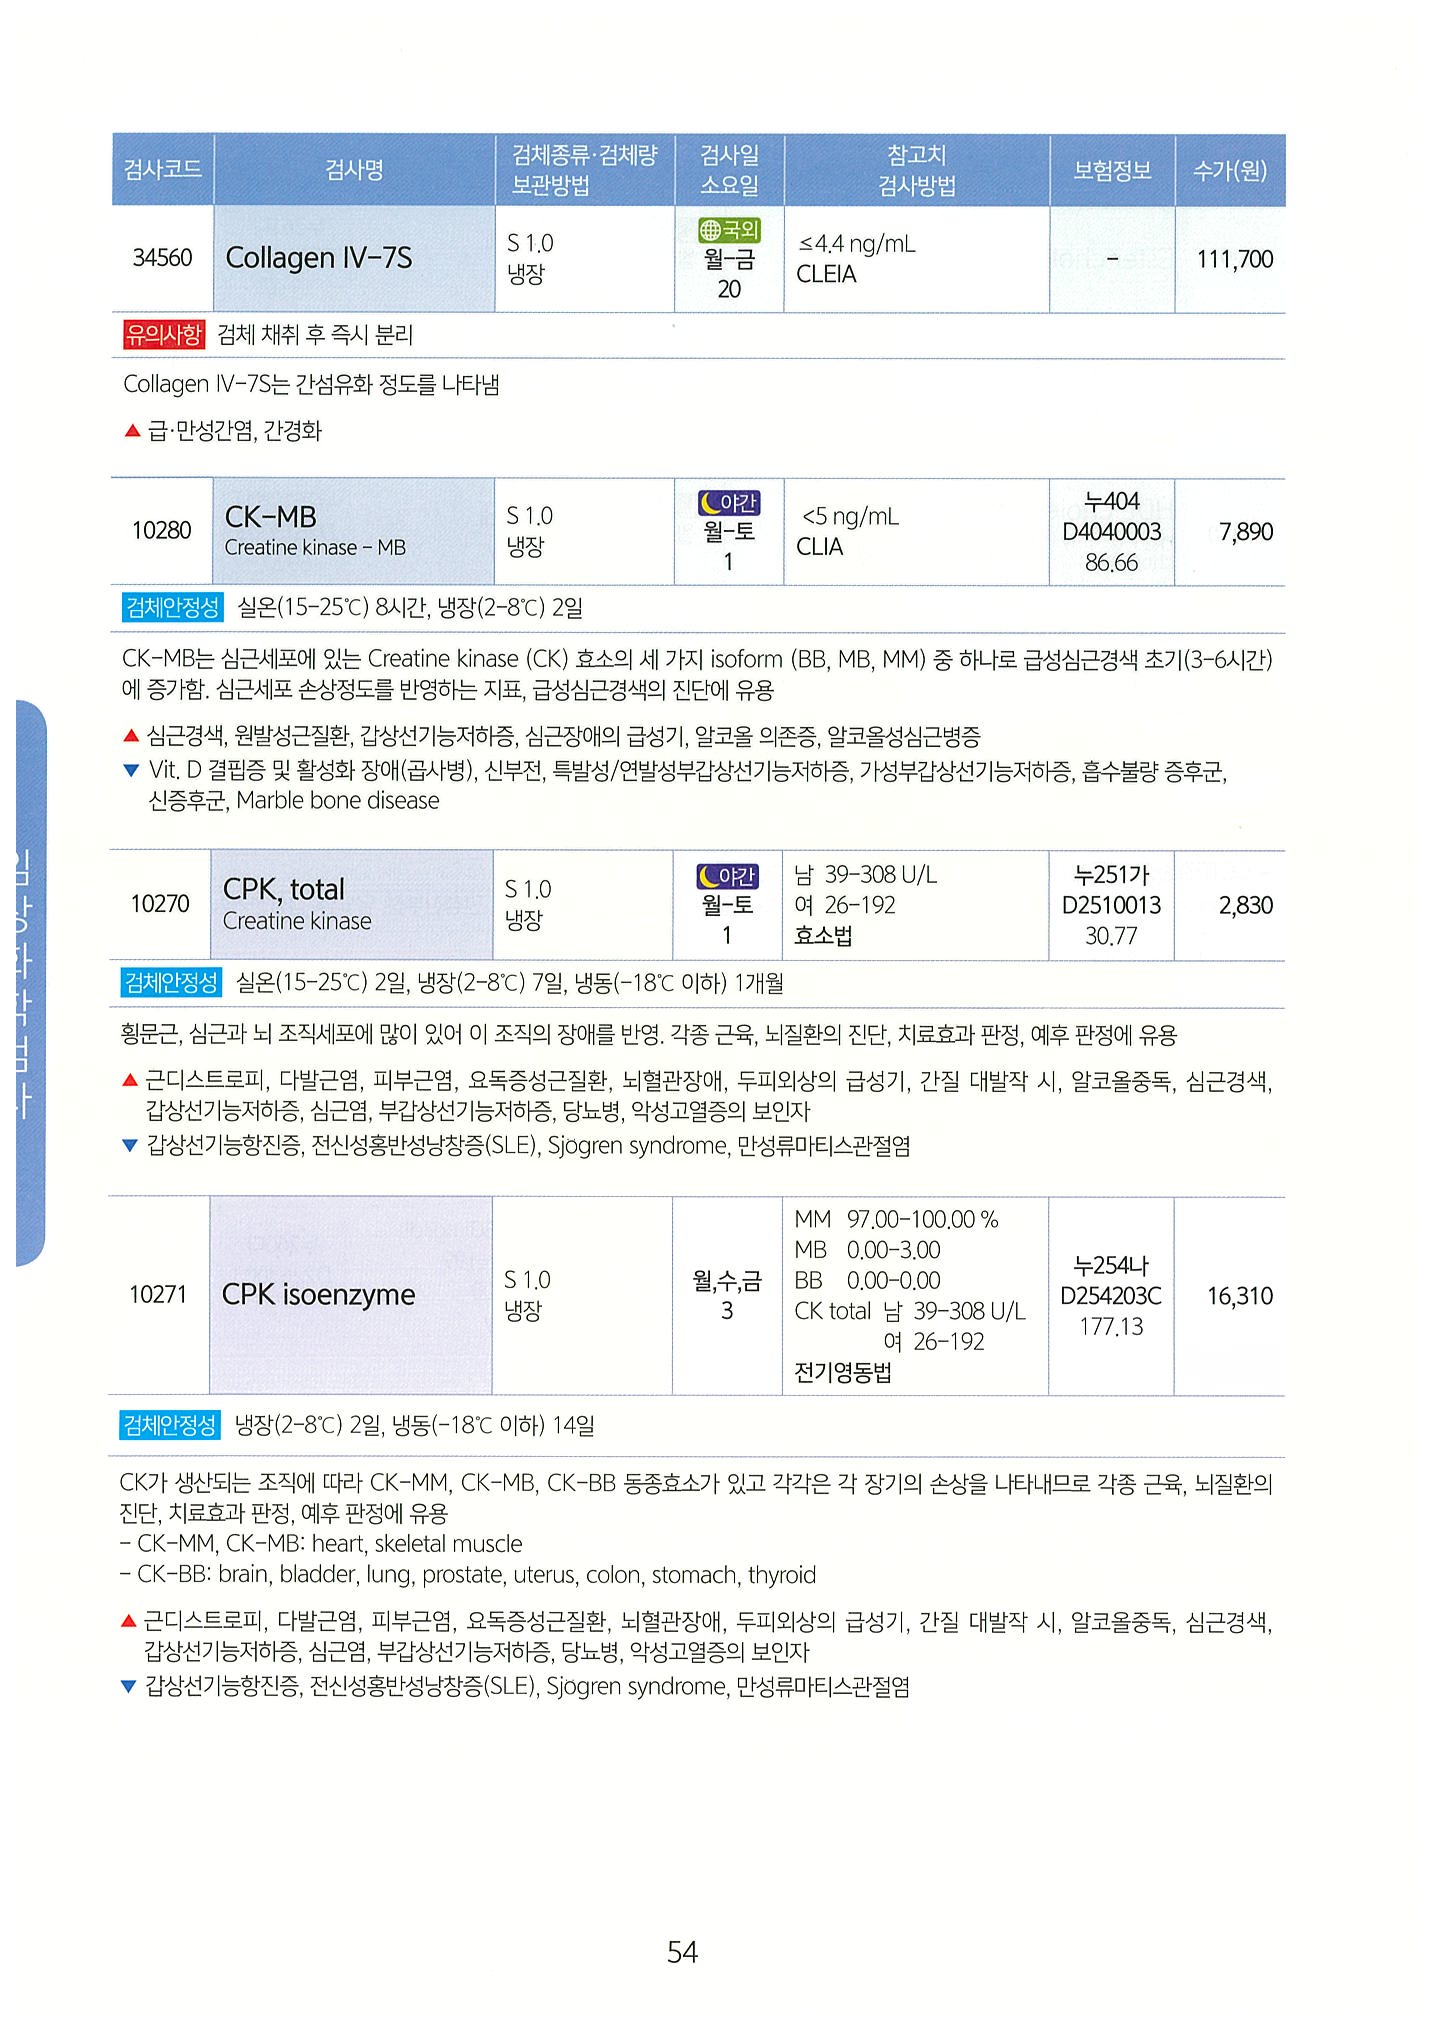 검사코드 검사명 검체종류·검체량 보관방법 검사일 소요일 참고치 검사방법 보험정보 수가(원)
34560 Collagen IV-7S S 1.0 냉장 국외 월-금 20 ≤4.4 ng/mL CLEIA - 111,700
유의사항 검체 채취 후 즉시 분리
Collagen IV-7S는 간섬유화 정도를 나타냄
▲ 급·만성간염, 간경화
10280 CK-MB Creatine kinase - MB S 1.0 냉장 야간 월-토 1 <5 ng/mL CLIA 누404 D4040003 86.66 7,890
검체안정성 실온(15-25℃) 8시간, 냉장(2-8℃) 2일
CK-MB는 심근세포에 있는 Creatine kinase (CK) 효소의 세 가지 isoform (BB, MB, MM) 중 하나로 급성심근경색 초기(3-6시간)
에 증가함. 심근세포 손상정도를 반영하는 지표, 급성심근경색의 진단에 유용
▲ 심근경색, 원발성근질환, 갑상선기능저하증, 심근장애의 급성기, 알코올 의존증, 알코올성심근병증
▼ Vit. D 결핍증 및 활성화 장애(곱사병), 신부전, 특발성/연발성부갑상선기능저하증, 가성부갑상선기능저하증, 흡수불량 증후군,
신증후군, Marble bone disease
10270 CPK, total Creatine kinase S 1.0 냉장 야간 월-토 1 남 39-308 U/L 여 26-192 효소법 누251가 D2510013 30.77 2,830
검체안정성 실온(15-25℃) 2일, 냉장(2-8℃) 7일, 냉동(-18℃ 이하) 1개월
횡문근, 심근과 뇌 조직세포에 많이 있어 이 조직의 장애를 반영. 각종 근육, 뇌질환의 진단, 치료효과 판정, 예후 판정에 유용
▲ 근디스트로피, 다발근염, 피부근염, 요독증성근질환, 뇌혈관장애, 두피외상의 급성기, 간질 대발작 시, 알코올중독, 심근경색,
갑상선기능저하증, 심근염, 부갑상선기능저하증, 당뇨병, 악성고열증의 보인자
▼ 갑상선기능항진증, 전신성홍반성낭창증(SLE), Sjögren syndrome, 만성류마티스관절염
10271 CPK isoenzyme S 1.0 냉장 월,수,금 3 MM 97.00-100.00 % MB 0.00-3.00 BB 0.00-0.00 CK total 남 39-308 U/L 여 26-192 전기영동법 누254나 D254203C 177.13 16,310
검체안정성 냉장(2-8℃) 2일, 냉동(-18℃ 이하) 14일
CK가 생산되는 조직에 따라 CK-MM, CK-MB, CK-BB 동종효소가 있고 각각은 각 장기의 손상을 나타내므로 각종 근육, 뇌질환의
진단, 치료효과 판정, 예후 판정에 유용
- CK-MM, CK-MB: heart, skeletal muscle
- CK-BB: brain, bladder, lung, prostate, uterus, colon, stomach, thyroid
▲ 근디스트로피, 다발근염, 피부근염, 요독증성근질환, 뇌혈관장애, 두피외상의 급성기, 간질 대발작 시, 알코올중독, 심근경색,
갑상선기능저하증, 심근염, 부갑상선기능저하증, 당뇨병, 악성고열증의 보인자
▼ 갑상선기능항진증, 전신성홍반성낭창증(SLE), Sjögren syndrome, 만성류마티스관절염
54